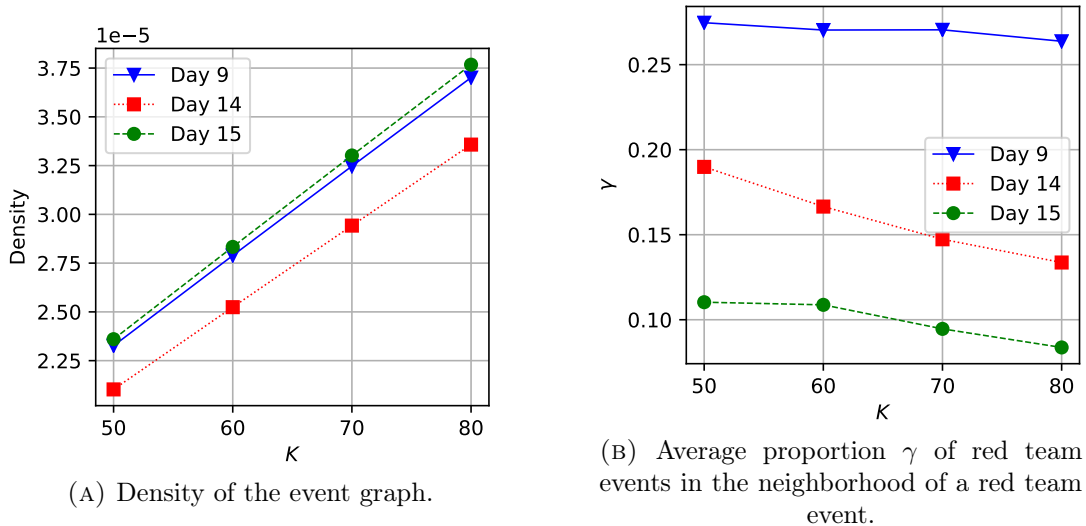 1e−5
3.75
3.50
3.25
3.00
2.75
2.50
2.25
Density
Day 9
Day 14
Day 15
50 60 70 80
K
(A) Density of the event graph.
0.25
0.20
0.15
0.10
γ
Day 9
Day 14
Day 15
50 60 70 80
K
(B) Average proportion γ of red team
events in the neighborhood of a red team
event.